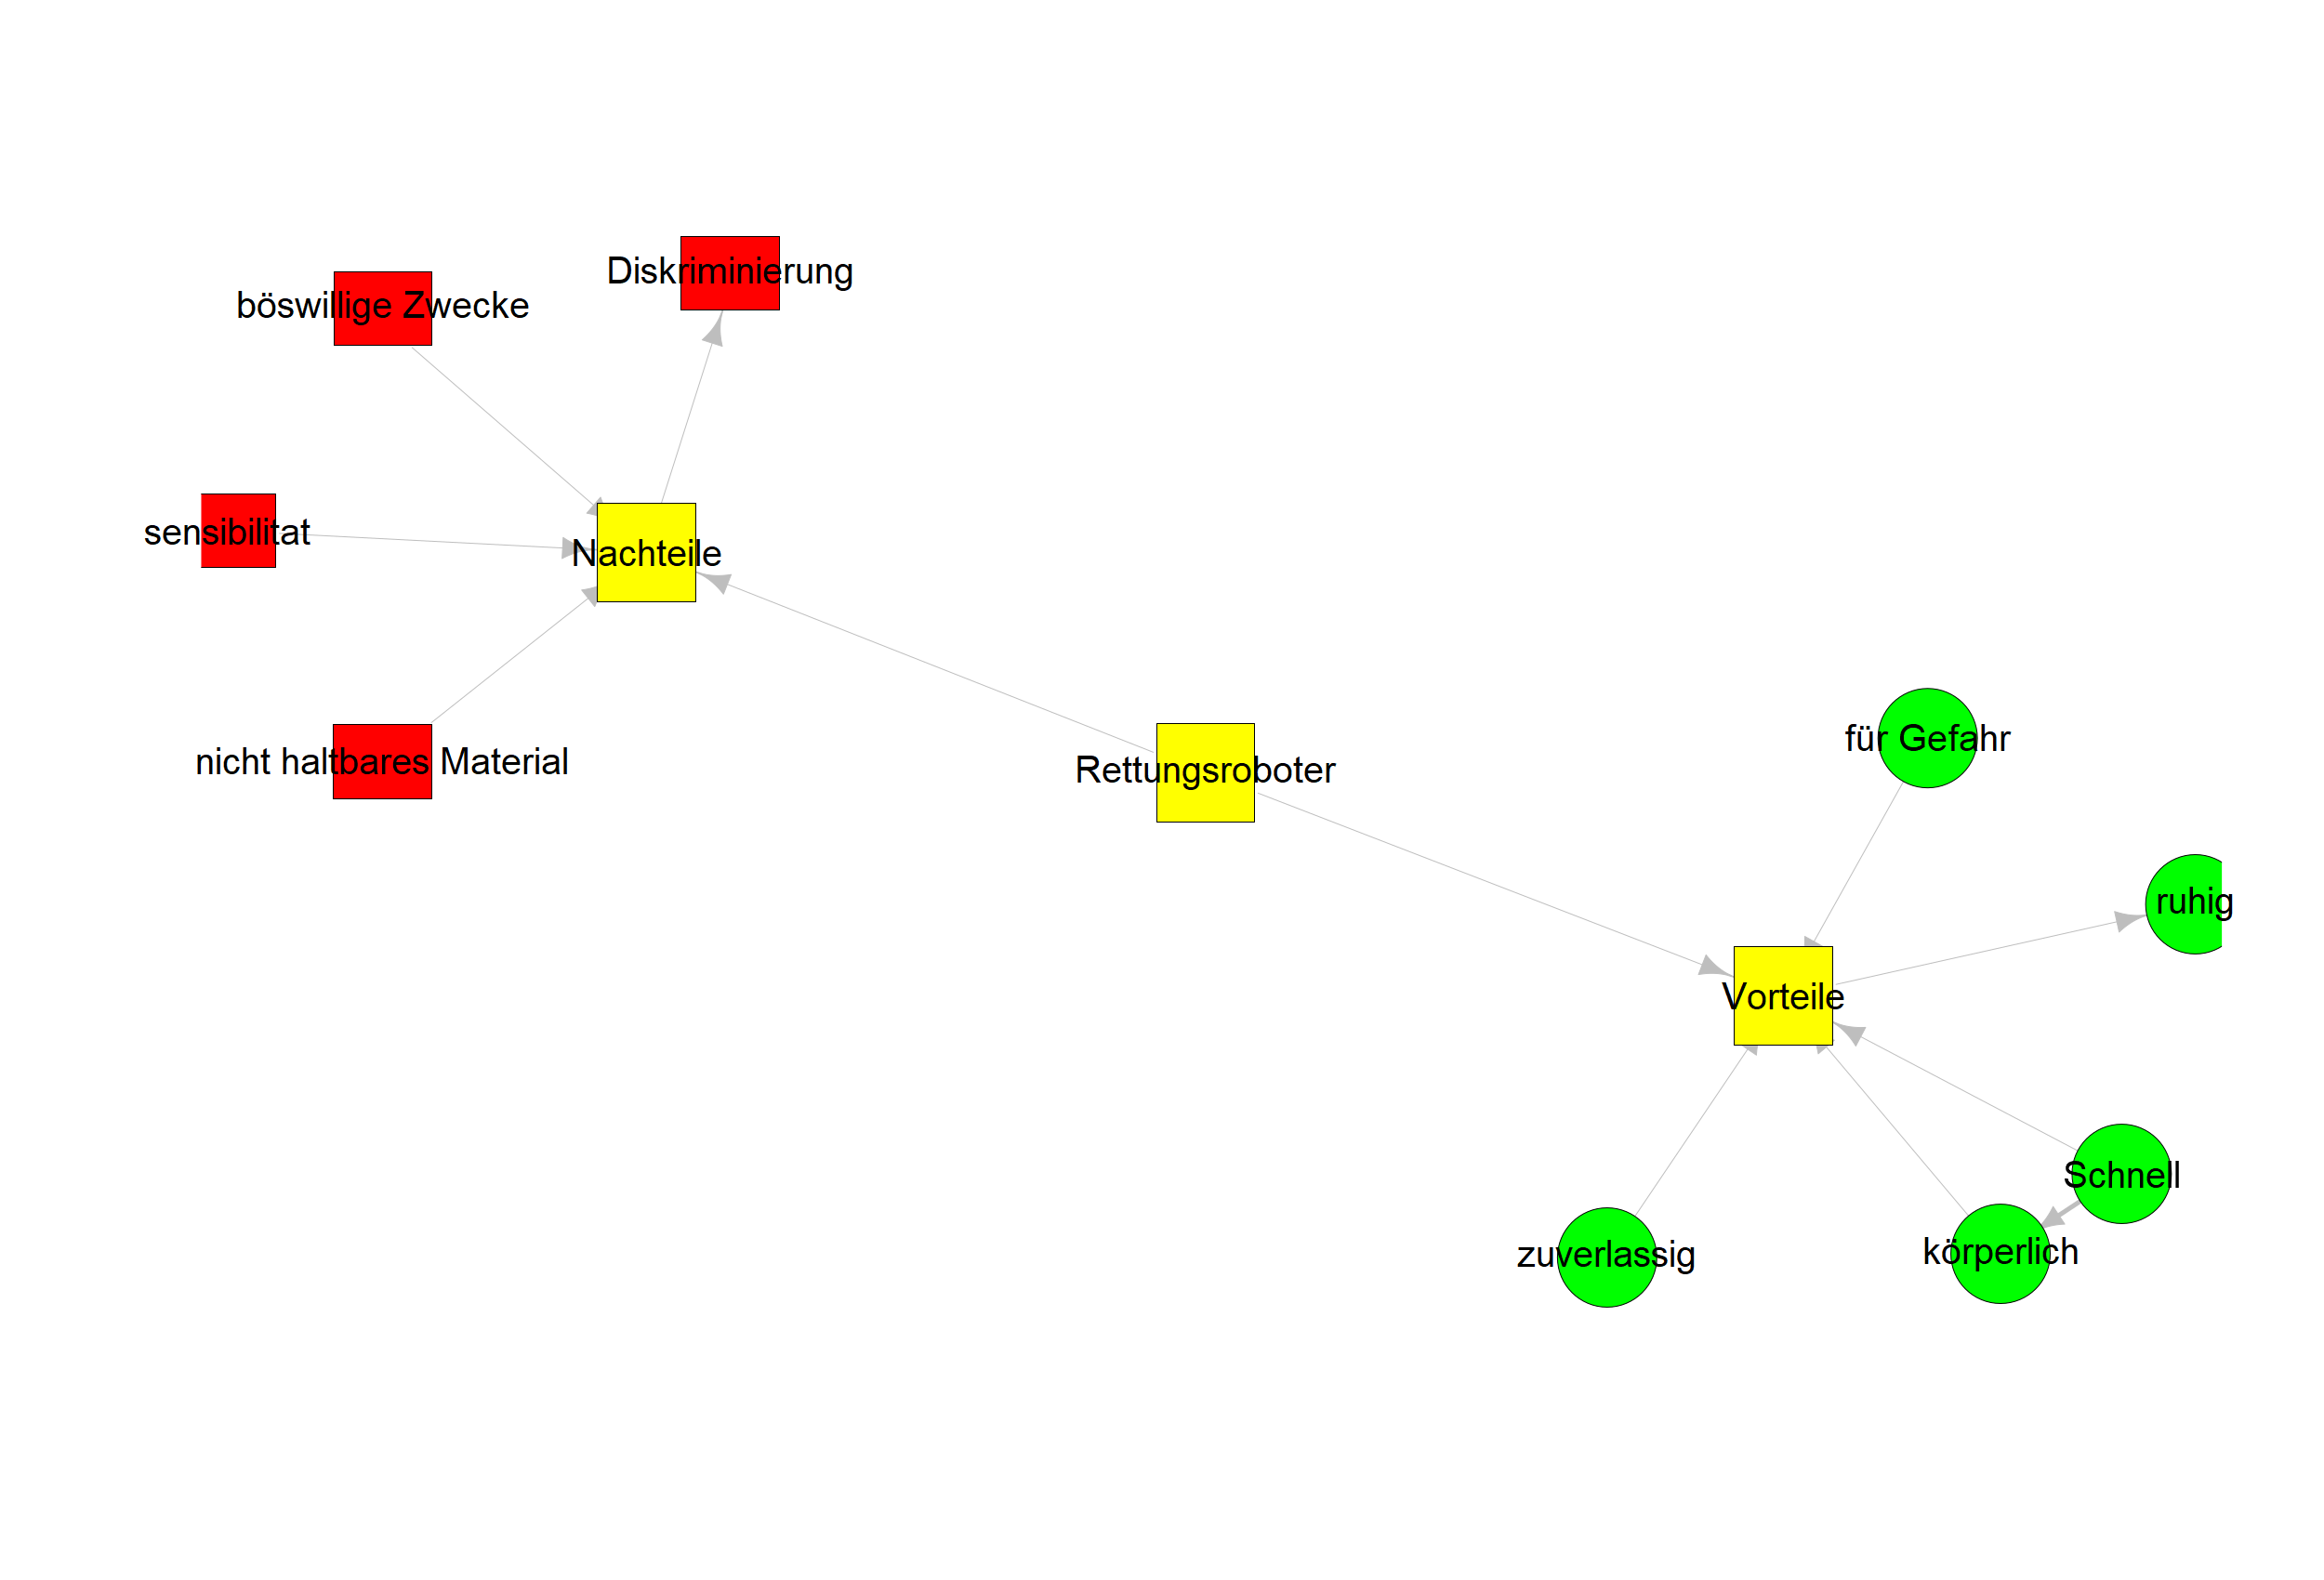 Diskriminierung
böswillige Zwecke
sensibilitat
Nachteile
nicht haltbares Material
Rettungsroboter
für Gefahr
ruhig
Vorteile
Schnell
körperlich
zuverlassig